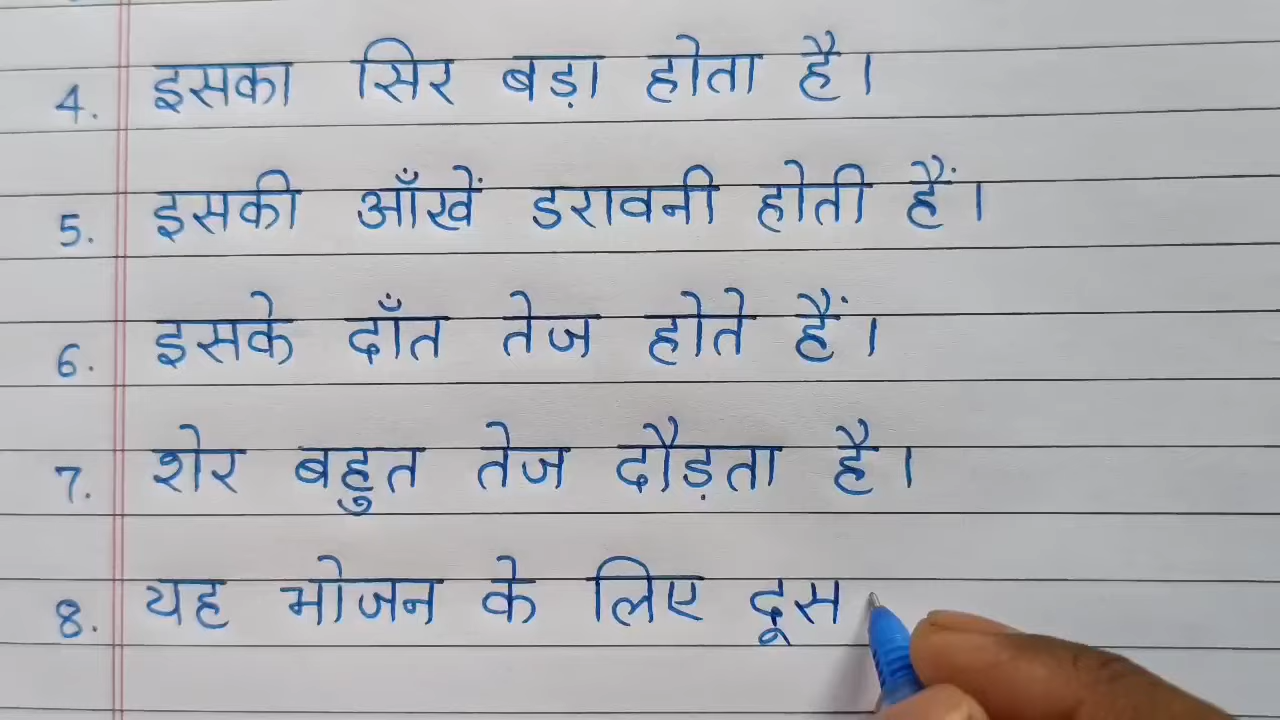 4. इसका सिर बड़ा होता है।
5. इसकी आँखें डरावनी होती हैं।
6. इसके दाँत तेज होते हैं।
7. शेर बहुत तेज दौड़ता है।
8. यह भोजन के लिए दूस